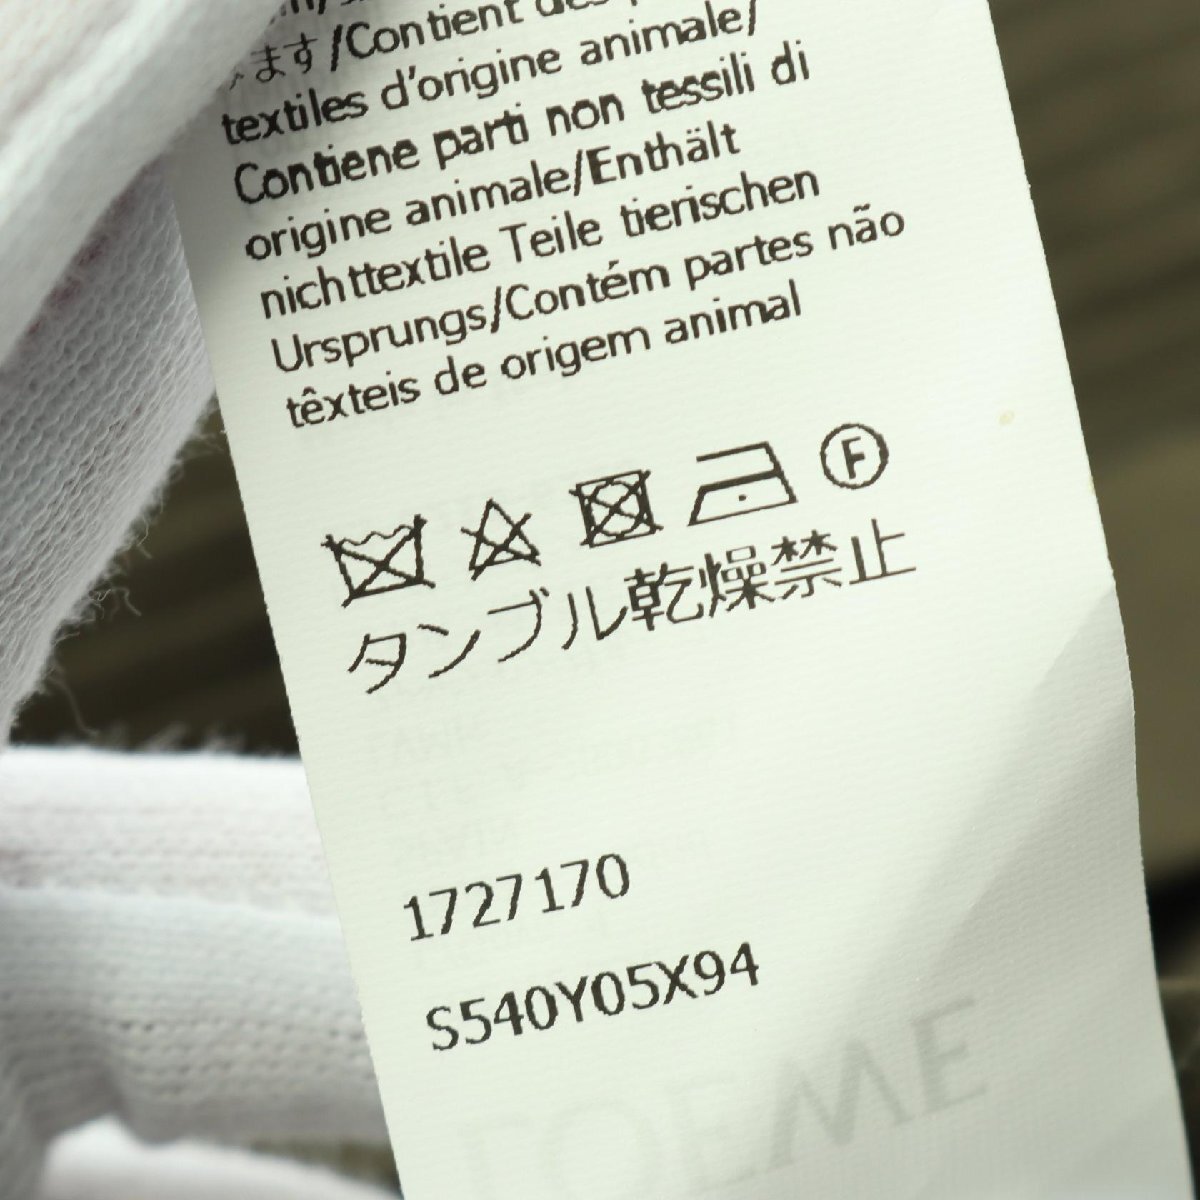 ます/Contient des
textiles d'origine animale/
Contiene parti non tessili di
origine animale/Enthält
nichttextile Teile tierischen
Ursprungs/Contém partes não
têxteis de origem animal
F
タンブル乾燥禁止
1727170
S540Y05X94